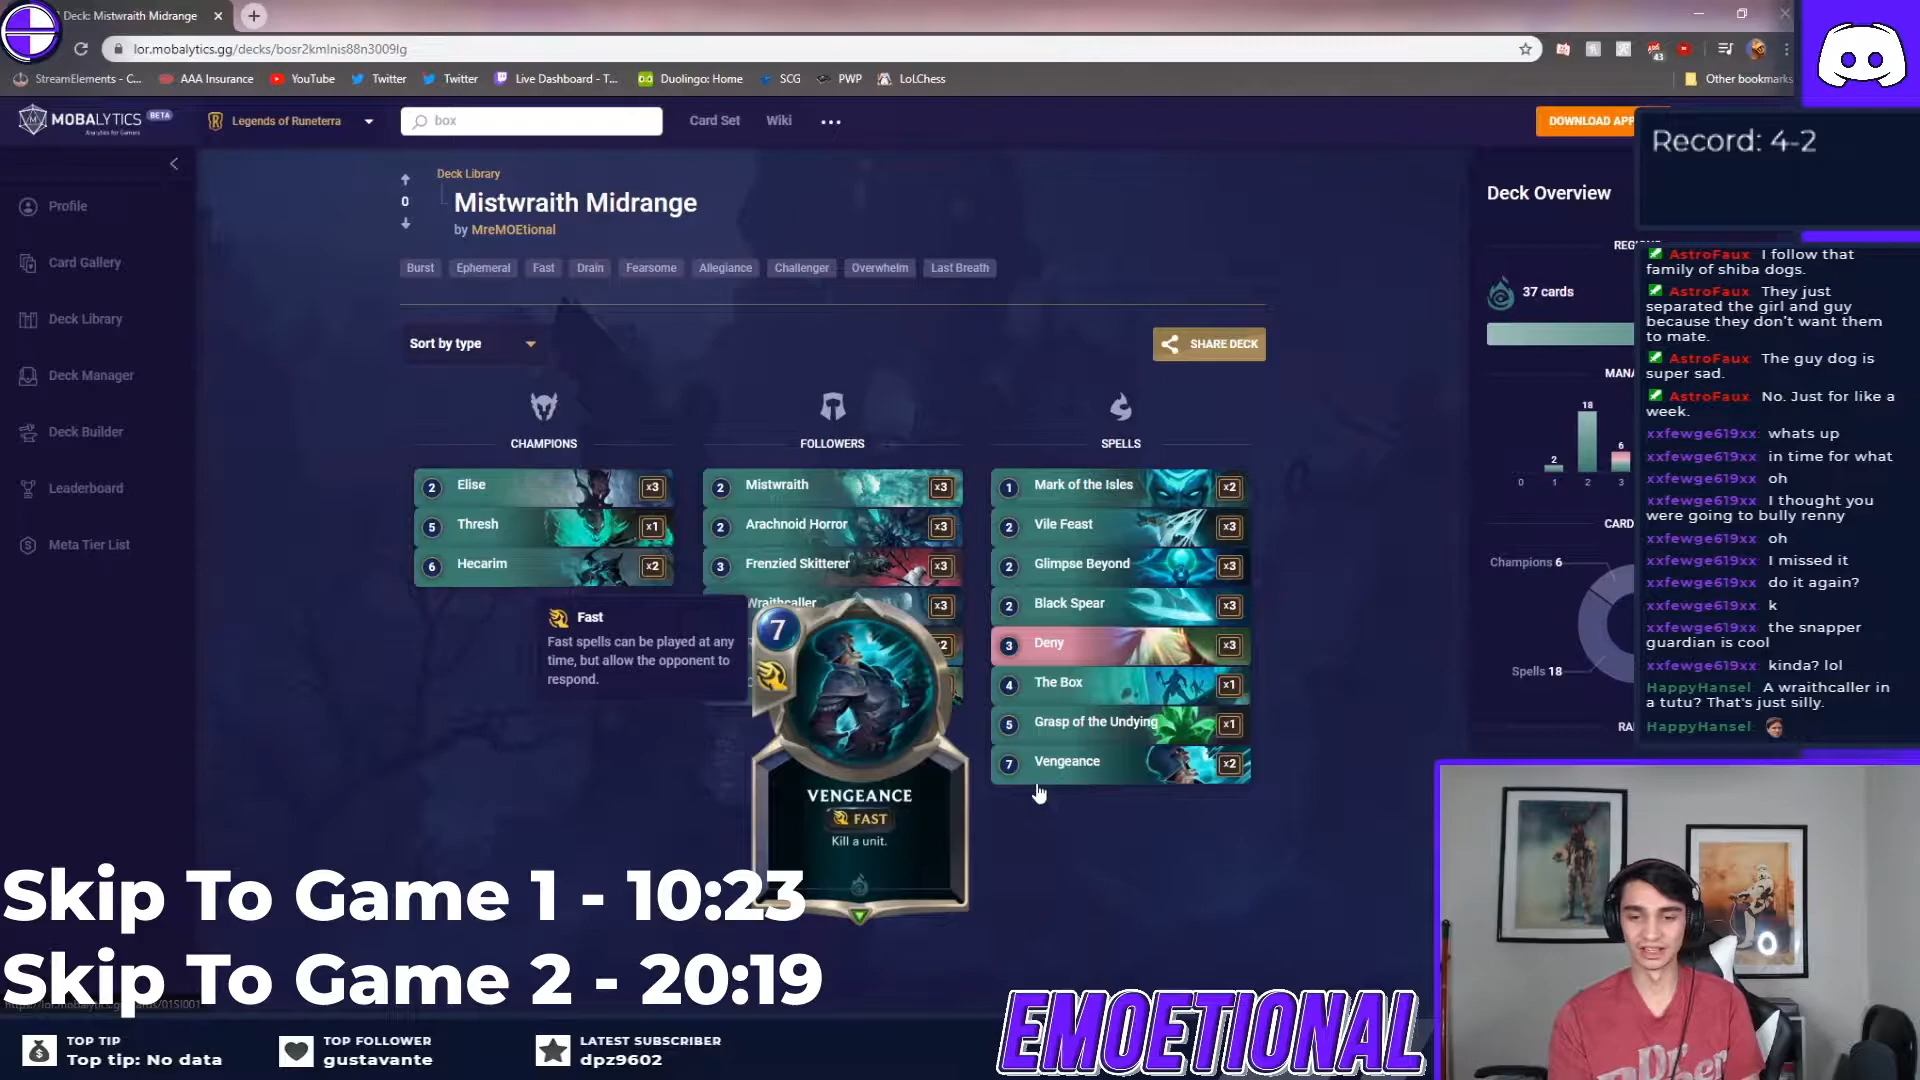 Deck: Mistwraith Midrange
lor.mobalytics.gg/decks/bosr2kmlnis88n3009lg
43
StreamElements - C...
AAA Insurance
YouTube
Twitter
Twitter
Live Dashboard - T...
Duolingo: Home
SCG
PWP
LoLChess
Other bookmarks
MOBALYTICS
BETA
Analytics for Gamers
Legends of Runeterra
box
Card Set
Wiki
DOWNLOAD APP
Record: 4-2
Profile
Card Gallery
Deck Library
Deck Manager
Deck Builder
Leaderboard
Meta Tier List
0
Deck Library
Mistwraith Midrange
by MreMOEtional
Burst
Ephemeral
Fast
Drain
Fearsome
Allegiance
Challenger
Overwhelm
Last Breath
Sort by type
SHARE DECK
CHAMPIONS
2 Elise x3
5 Thresh x1
6 Hecarim x2
FOLLOWERS
2 Mistwraith x3
2 Arachnoid Horror x3
3 Frenzied Skitterer x3
Wraithcaller x3
x2
SPELLS
1 Mark of the Isles x2
2 Vile Feast x3
2 Glimpse Beyond x3
2 Black Spear x3
3 Deny x3
4 The Box x1
5 Grasp of the Undying x1
7 Vengeance x2
Fast
Fast spells can be played at any
time, but allow the opponent to
respond.
7
VENGEANCE
FAST
Kill a unit.
Deck Overview
REGI
37 cards
MANA
18
6
2
0 1 2 3
CARD
Champions 6
Spells 18
RA
AstroFaux I follow that
family of shiba dogs.
AstroFaux They just
separated the girl and guy
because they don't want them
to mate.
AstroFaux The guy dog is
super sad.
AstroFaux No. Just for like a
week.
xxfewge619xx whats up
xxfewge619xx in time for what
xxfewge619xx oh
xxfewge619xx I thought you
were going to bully renny
xxfewge619xx oh
xxfewge619xx I missed it
xxfewge619xx do it again?
xxfewge619xx k
xxfewge619xx the snapper
guardian is cool
xxfewge619xx kinda? lol
HappyHansel A wraithcaller in
a tutu? That's just silly.
HappyHansel
Skip To Game 1 - 10:23
Skip To Game 2 - 20:19
TOP TIP
Top tip: No data
TOP FOLLOWER
gustavante
LATEST SUBSCRIBER
dpz9602
EMOETIONAL